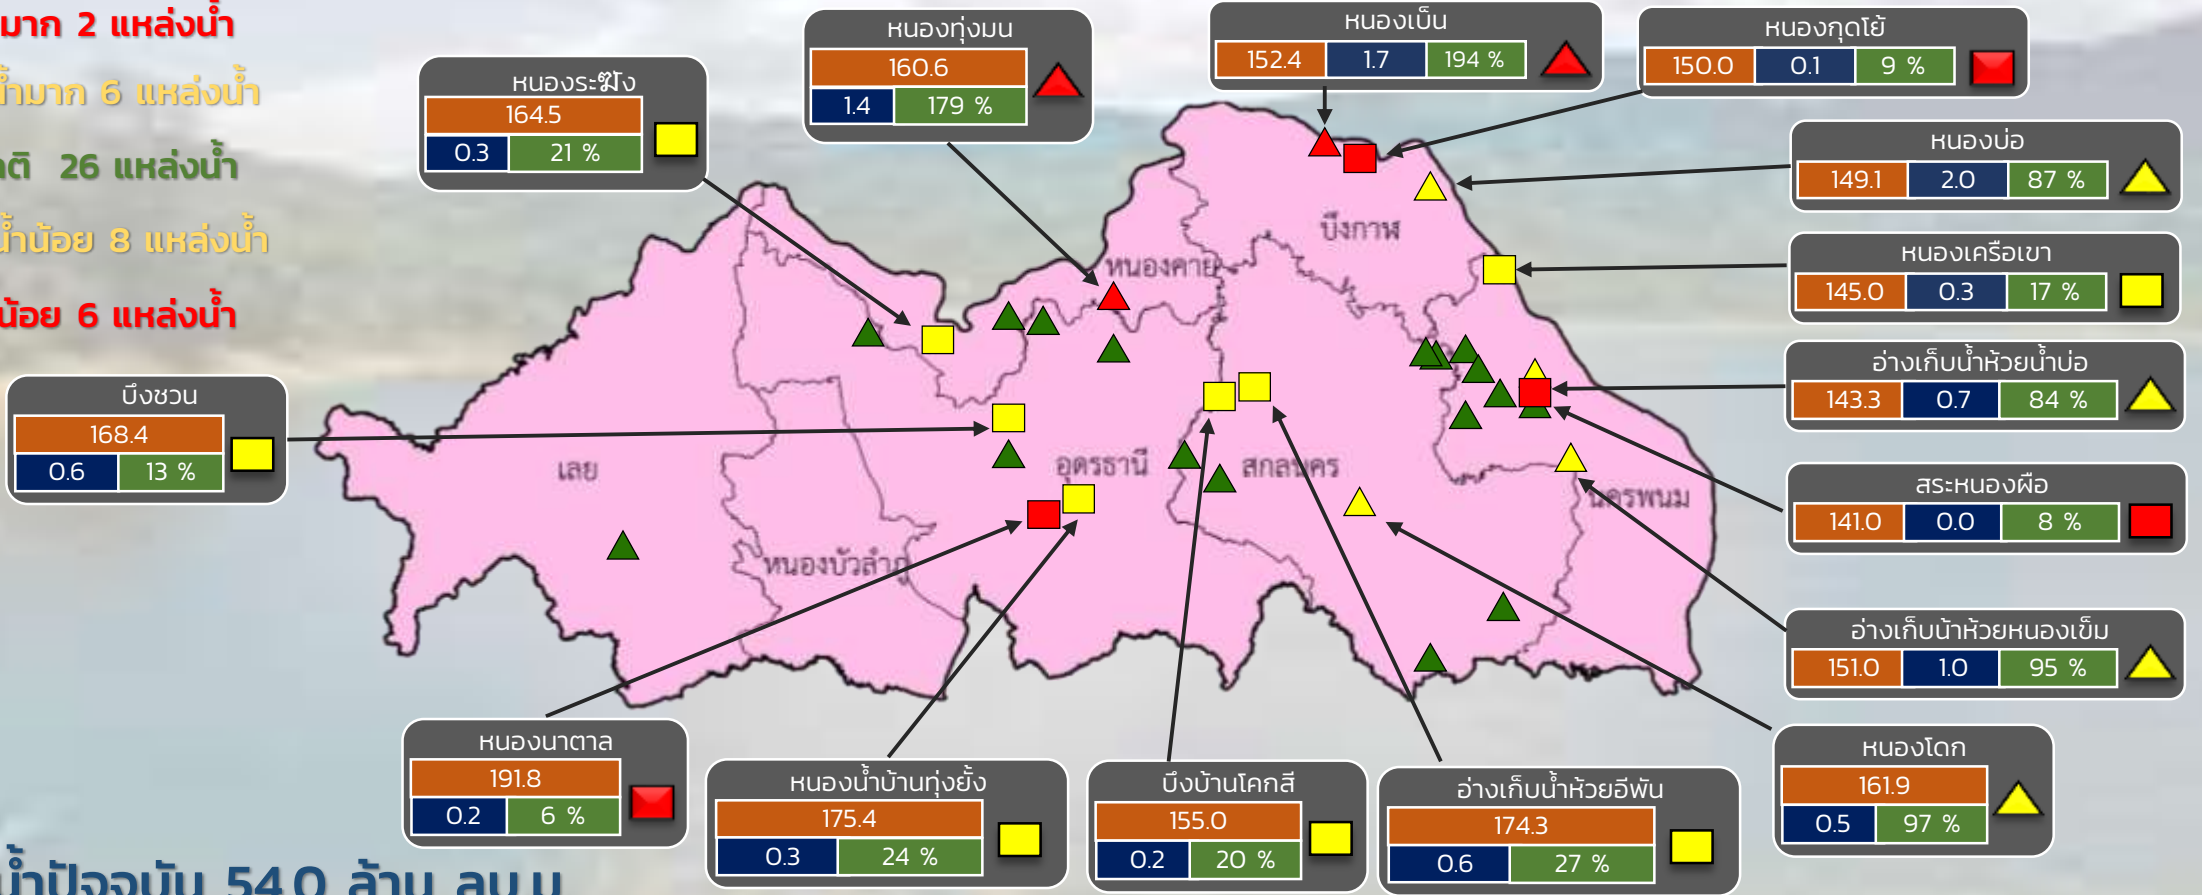 มาก 2 แหล่งน้ำ
น้ำมาก 6 แหล่งน้ำ
26 แหล่งน้ำ
น้ำน้อย 8 แหล่งน้ำ
น้อย 6 แหล่งน้ำ
หนองทุ่งมน
160.6
1.4 179 %
หนองเบ็น
152.4 1.7 194 %
หนองกุดโย้
150.0 0.1 9 %
164.5
0.3 21 %
หนองบ่อ
149.1 2.0 87 %
หนองเครือเขา
145.0 0.3 17 %
อ่างเก็บน้ำห้วยน้ำบ่อ
143.3 0.7 84 %
สระหนองผือ
141.0 0.0 8 %
อ่างเก็บน้าห้วยหนองเข็ม
151.0 1.0 95 %
หนองโดก
161.9
0.5 97 %
บึงชวน
168.4
0.6 13 %
บึงกาฬ
หนองคาย
เลย
อุดรธานี
สกลนคร
นครพนม
หนองบัวลำภู
หนองนาตาล
191.8
0.2 6 %
หนองน้ำบ้านทุ่งยั้ง
175.4
0.3 24 %
บึงบ้านโคกสี
155.0
0.2 20 %
อ่างเก็บน้ำห้วยอีพัน
174.3
0.6 27 %
น้ำปัจจุบัน 54.0 ล้าน ลบ.ม